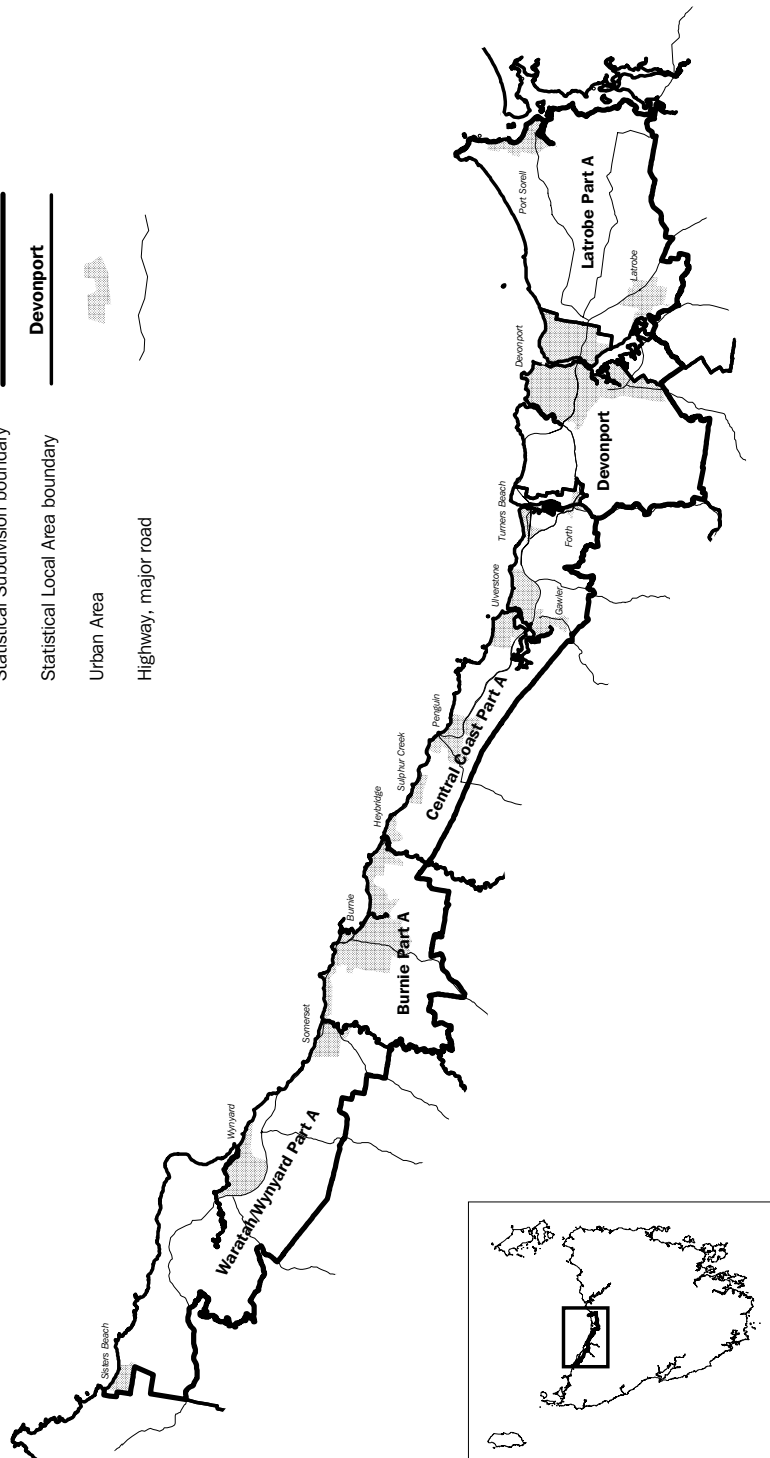 Statistical Subdivision boundary
Statistical Local Area boundary
Devonport
Urban Area
Highway, major road
Sisters Beach
Wynyard
Waratah/Wynyard Part A
Somerset
Burnie
Burnie Part A
Heybridge
Sulphur Creek
Penguin
Central Coast Part A
Ulverstone
Gawler
Turners Beach
Forth
Devonport
Devonport
Port Sorell
Latrobe Part A
Latrobe